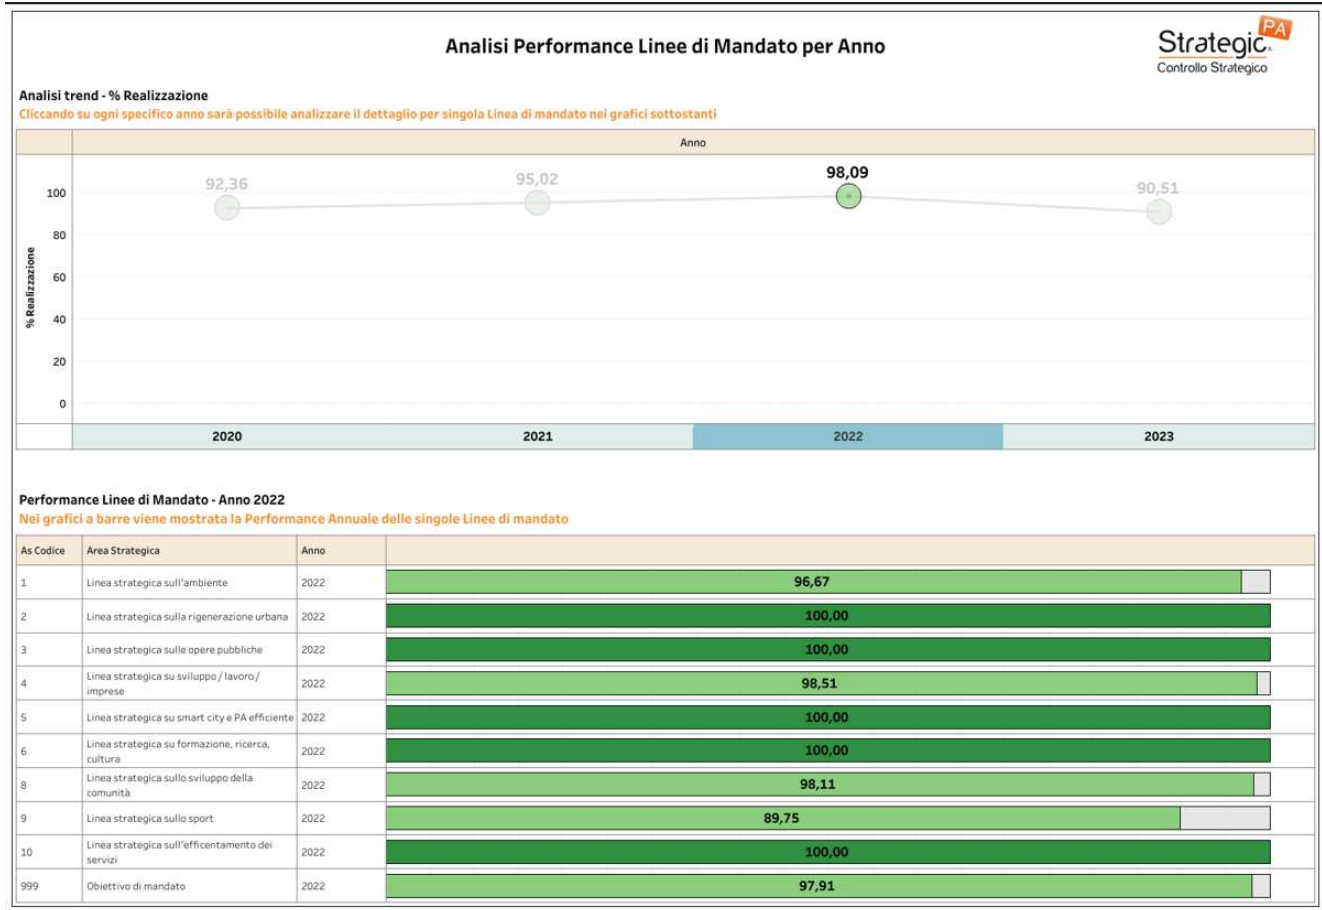 Analisi Performance Linee di Mandato per Anno
Strategic PA
Controllo Strategico
Analisi trend - % Realizzazione
Cliccando su ogni specifico anno sarà possibile analizzare il dettaglio per singola Linea di mandato nei grafici sottostanti
Anno
% Realizzazione
100
80
60
40
20
0
92,36
95,02
98,09
90,51
2020 2021 2022 2023
Performance Linee di Mandato - Anno 2022
Nei grafici a barre viene mostrata la Performance Annuale delle singole Linee di mandato
As Codice Area Strategica Anno
1 Linea strategica sull'ambiente 2022 96,67
2 Linea strategica sulla rigenerazione urbana 2022 100,00
3 Linea strategica sulle opere pubbliche 2022 100,00
4 Linea strategica su sviluppo / lavoro /
imprese 2022 98,51
5 Linea strategica su smart city e PA efficiente 2022 100,00
6 Linea strategica su formazione, ricerca,
cultura 2022 100,00
8 Linea strategica sullo sviluppo della
comunità 2022 98,11
9 Linea strategica sullo sport 2022 89,75
10 Linea strategica sull'efficentamento dei
servizi 2022 100,00
999 Obiettivo di mandato 2022 97,91